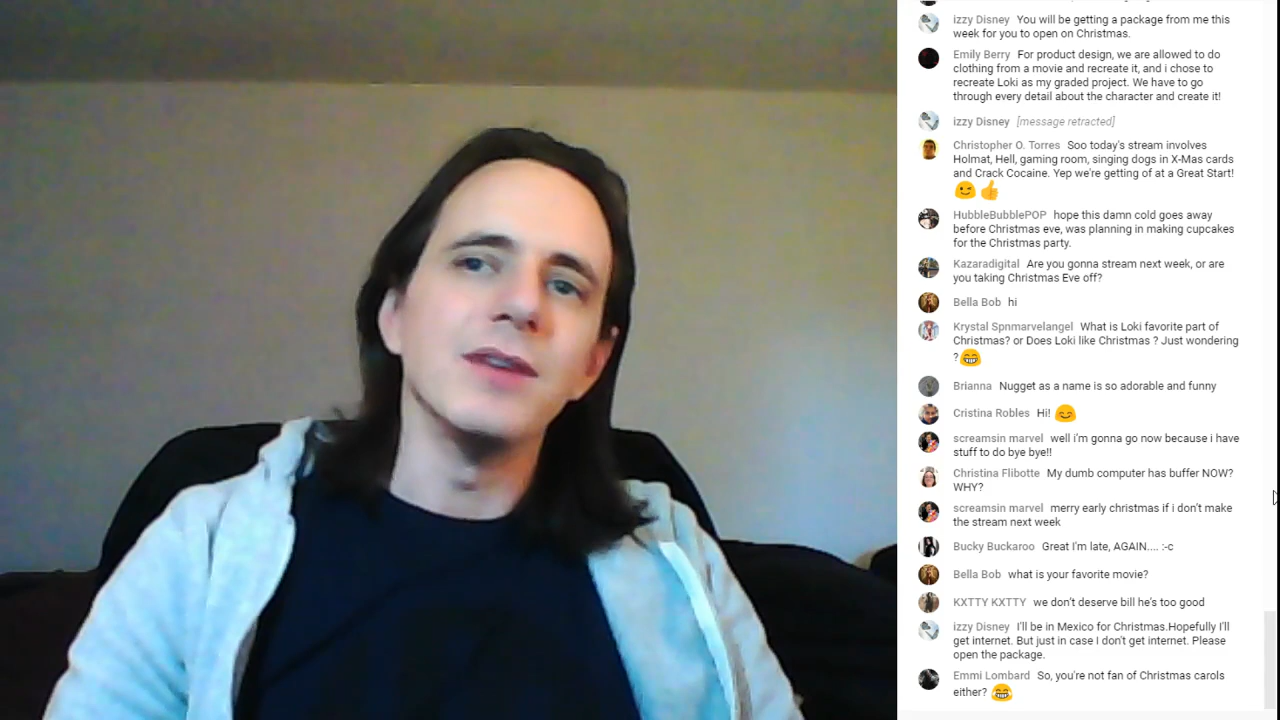 izzy Disney You will be getting a package from me this
week for you to open on Christmas.
Emily Berry For product design, we are allowed to do
clothing from a movie and recreate it, and i chose to
recreate Loki as my graded project. We have to go
through every detail about the character and create it!
izzy Disney [message retracted]
Christopher O. Torres Soo today's stream involves
Holmat, Hell, gaming room, singing dogs in X-Mas cards
and Crack Cocaine. Yep we're getting of at a Great Start!
HubbleBubblePOP hope this damn cold goes away
before Christmas eve, was planning in making cupcakes
for the Christmas party.
Kazaradigital Are you gonna stream next week, or are
you taking Christmas Eve off?
Bella Bob hi
Krystal Spnmarvelangel What is Loki favorite part of
Christmas? or Does Loki like Christmas ? Just wondering
?
Brianna Nugget as a name is so adorable and funny
Cristina Robles Hi!
screamsin marvel well i'm gonna go now because i have
stuff to do bye bye!!
Christina Flibotte My dumb computer has buffer NOW?
WHY?
screamsin marvel merry early christmas if i don't make
the stream next week
Bucky Buckaroo Great I'm late, AGAIN.... :-c
Bella Bob what is your favorite movie?
KXTTY KXTTY we don't deserve bill he's too good
izzy Disney I'll be in Mexico for Christmas.Hopefully I'll
get internet. But just in case I don't get internet. Please
open the package.
Emmi Lombard So, you're not fan of Christmas carols
either?